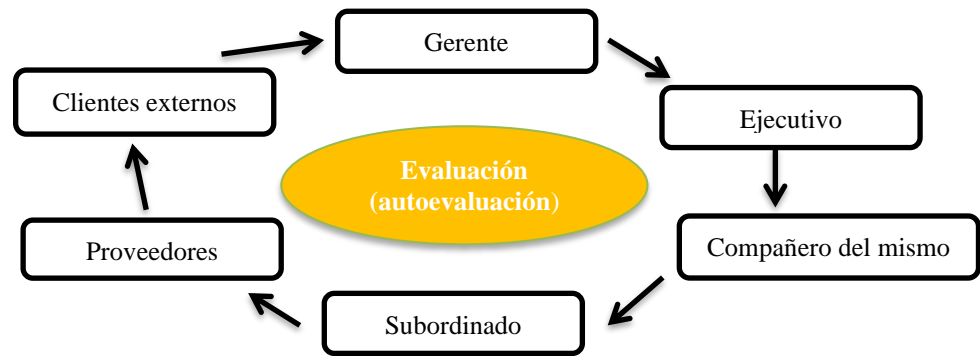 Gerente
Clientes externos
Ejecutivo
Evaluación
(autoevaluación)
Proveedores
Compañero del mismo
Subordinado